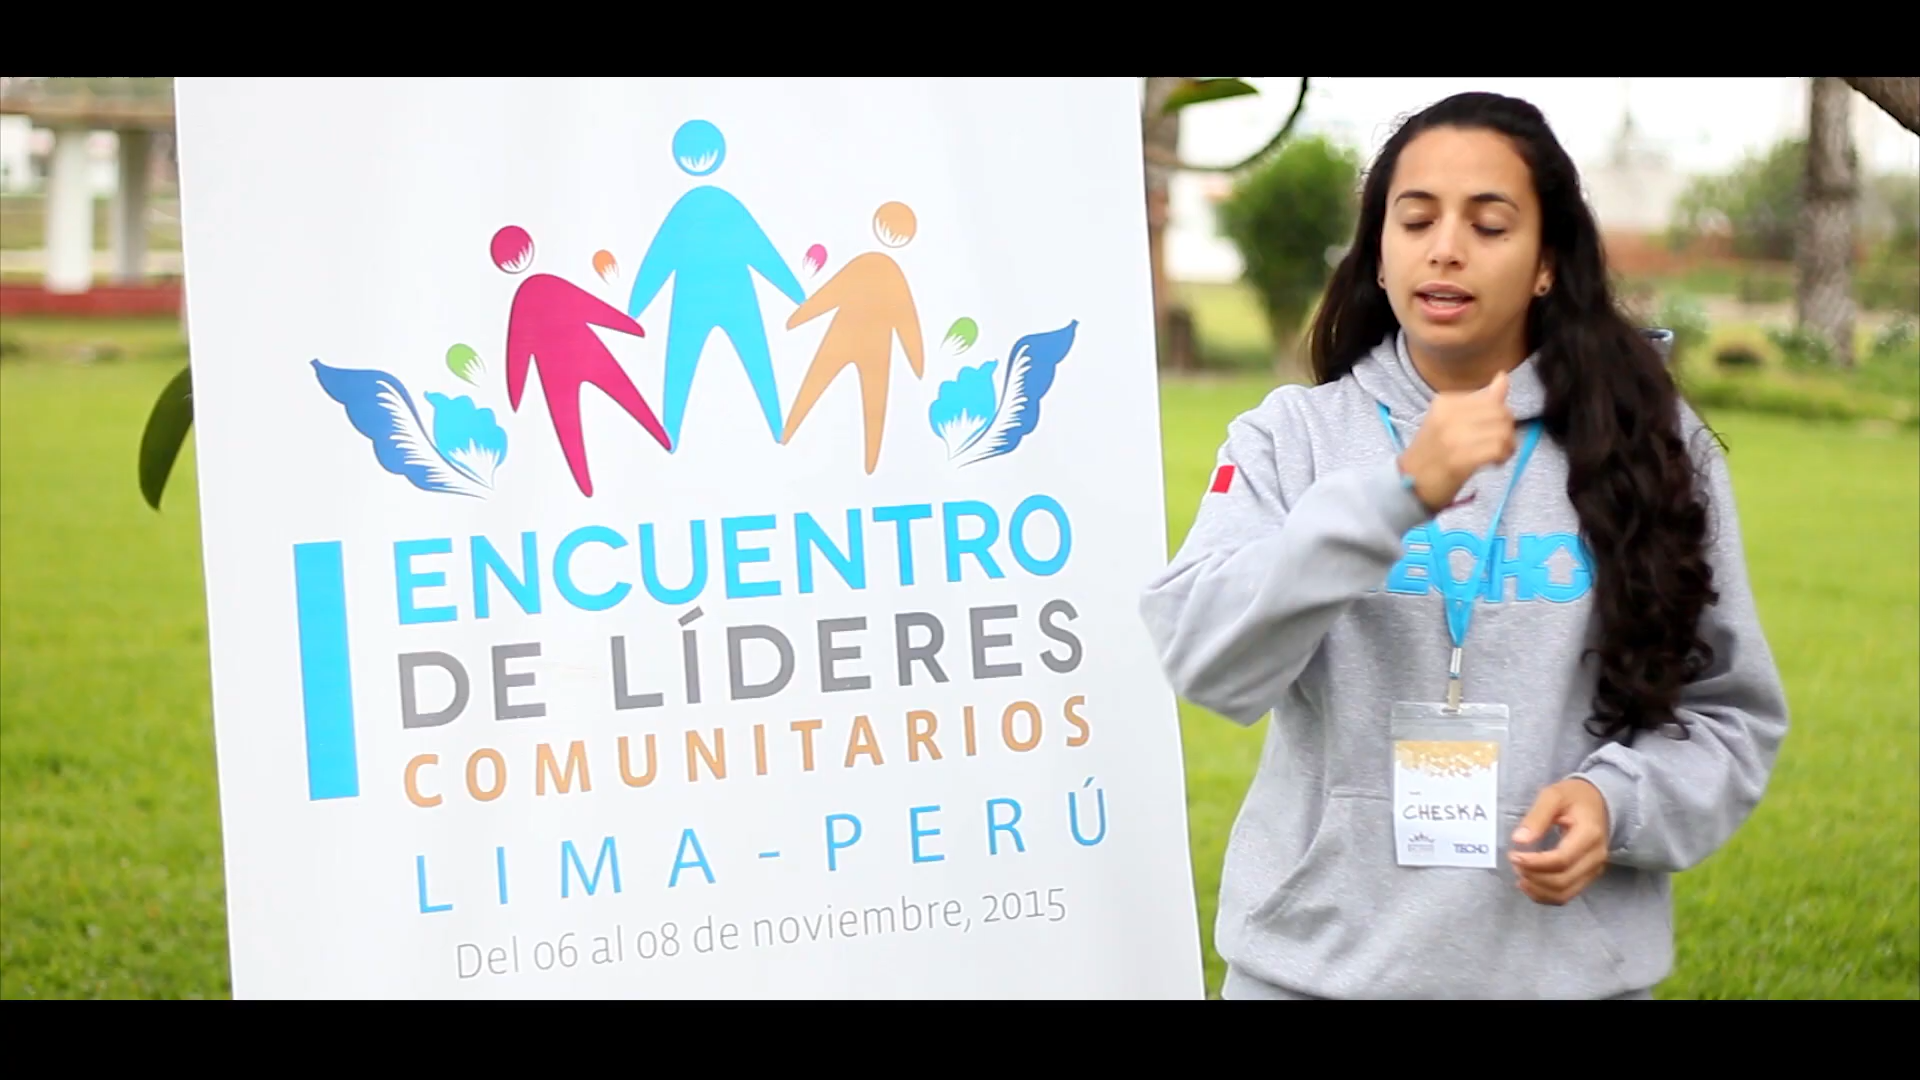 I ENCUENTRO
DE LÍDERES
COMUNITARIOS
LIMA-PERÚ
Del 06 al 08 de noviembre, 2015
TECHO
CHESKA
TECHO